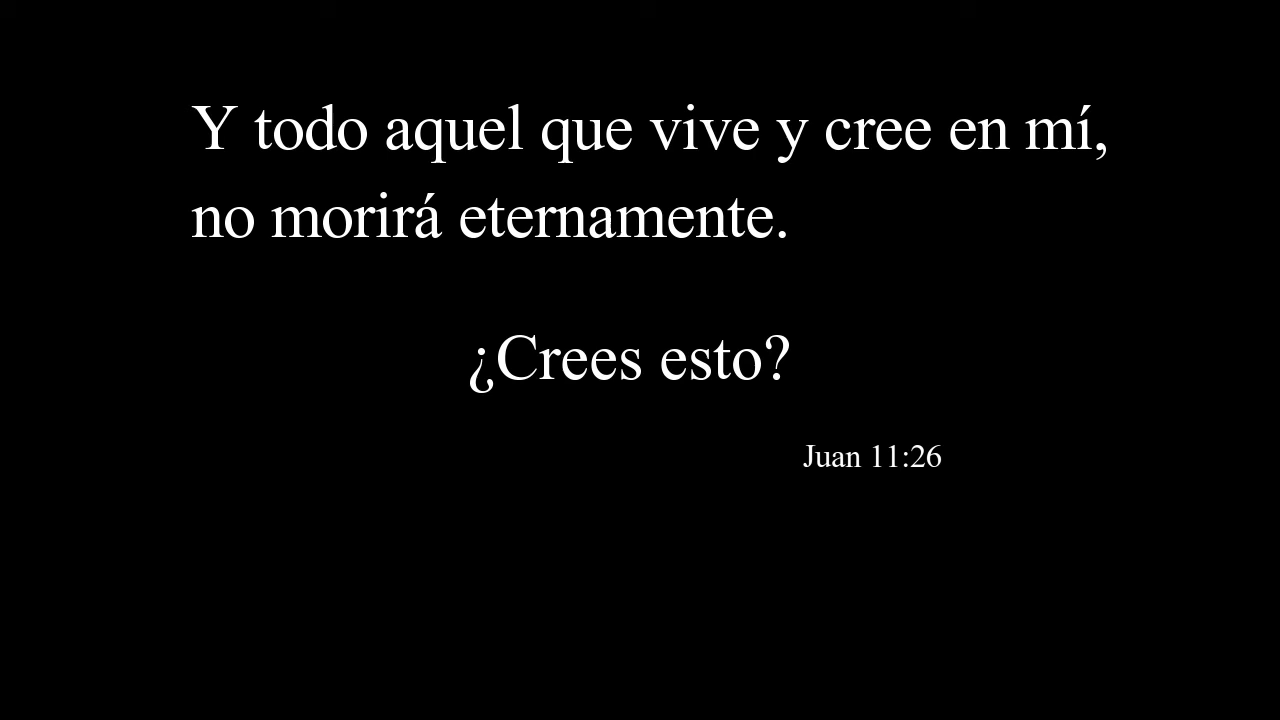 Y todo aquel que vive y cree en mí,
no morirá eternamente.
¿Crees esto?
Juan 11:26